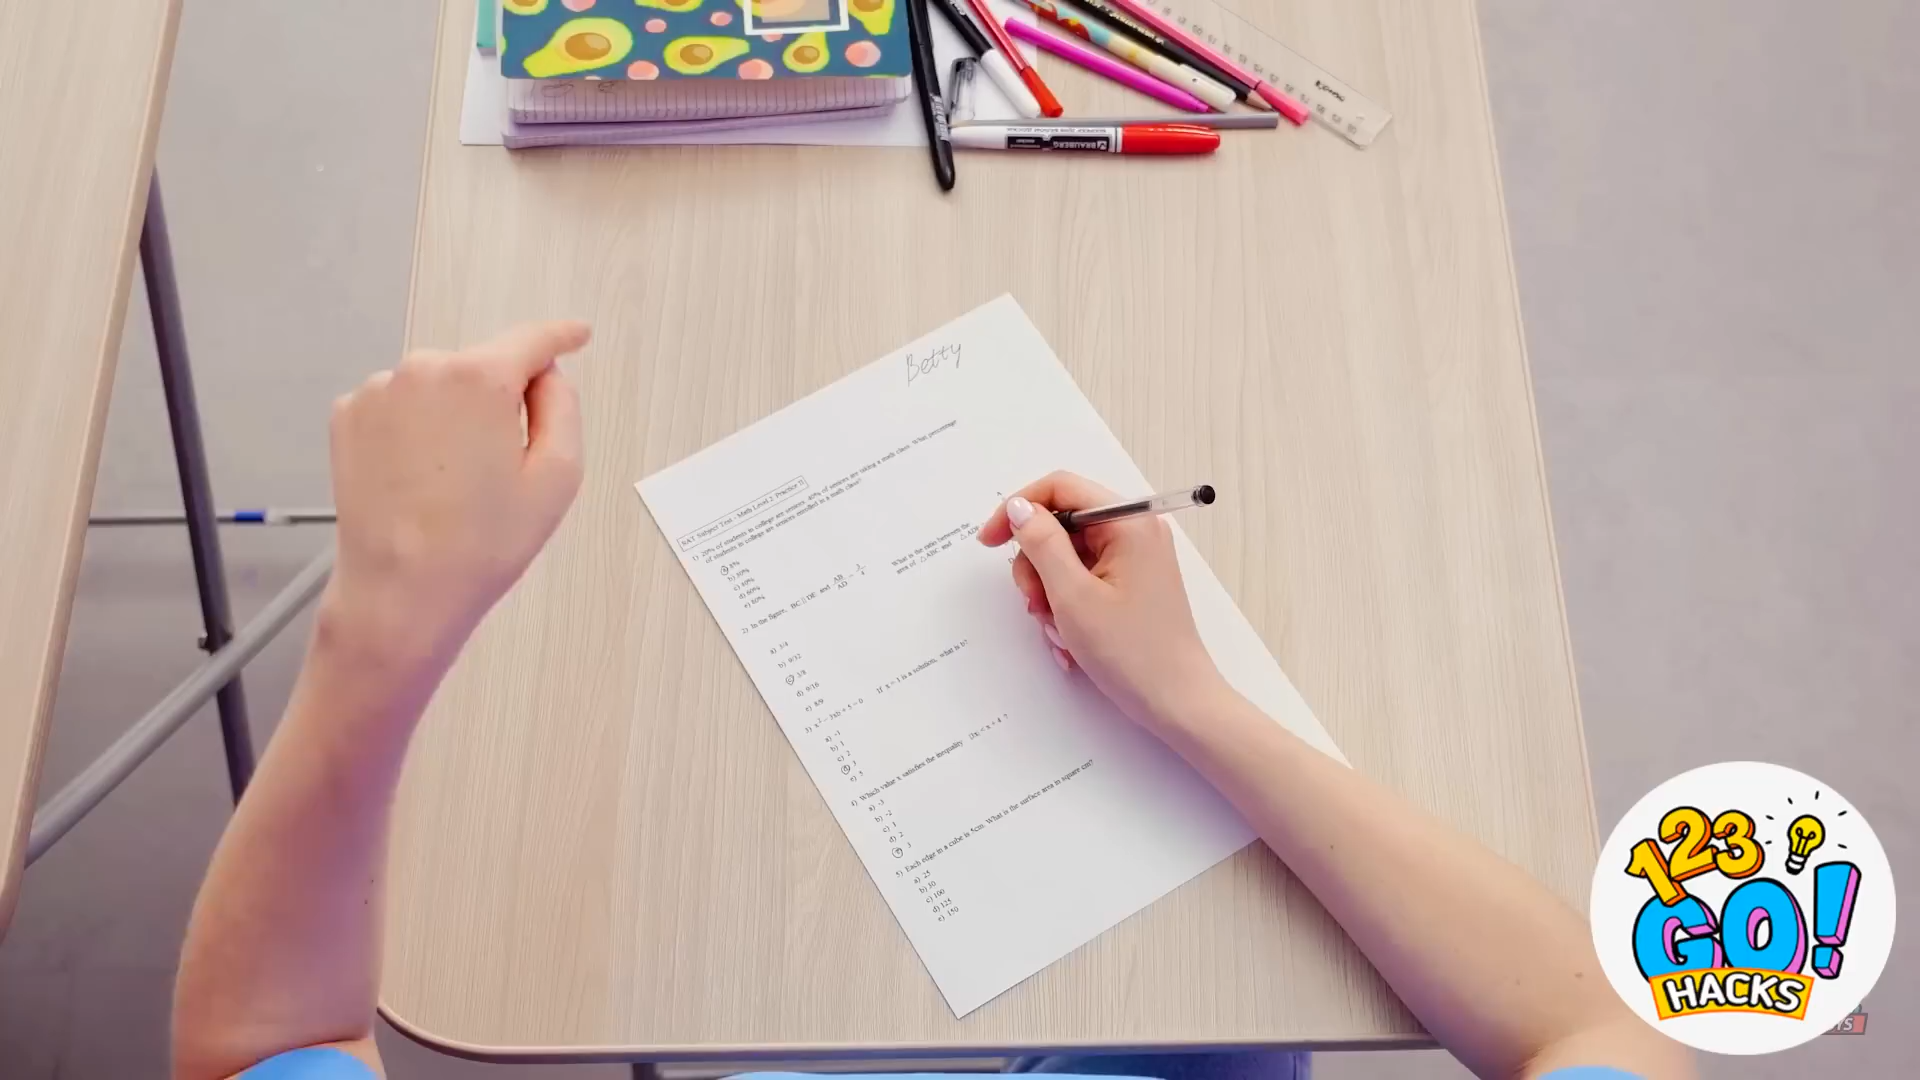 BRAUBERG
Betty
SAT Subject Test - Math Level 2. Practice II
1) 20% of students in college are seniors. 40% of seniors are taking a math class. What percentage
of students in college are seniors enrolled in a math class?
8%
b) 20%
c) 40%
d) 60%
e) 80%
2) In the figure, BC || DE and AB/AD = 3/4
What is the ratio between the
area of △ABC and △ADE
a) 3/4
b) 9/32
c) 3/8
d) 9/16
e) 8/9
3) x² - 3xb + 5 = 0 If x = 1 is a solution, what is b?
a) -1
b) 1
c) 2
e) 3
4) Which value x satisfies the inequality |3x| < x + 4 ?
a) -3
b) -2
c) 1
d) 2
3
5) Each edge in a cube is 5cm. What is the surface area in square cm?
a) 25
b) 50
c) 100
d) 125
e) 150
123
GO!
HACKS